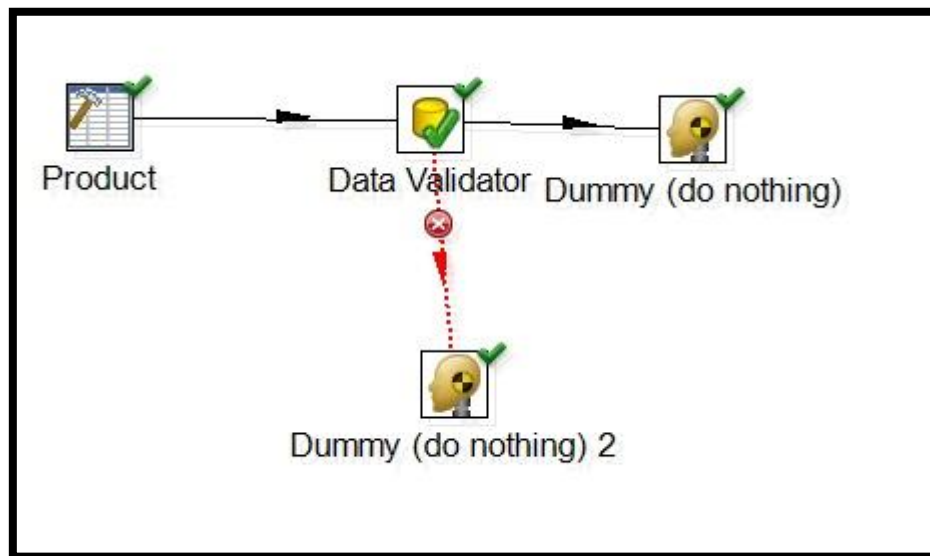 Product
Data Validator
Dummy (do nothing)
Dummy (do nothing) 2